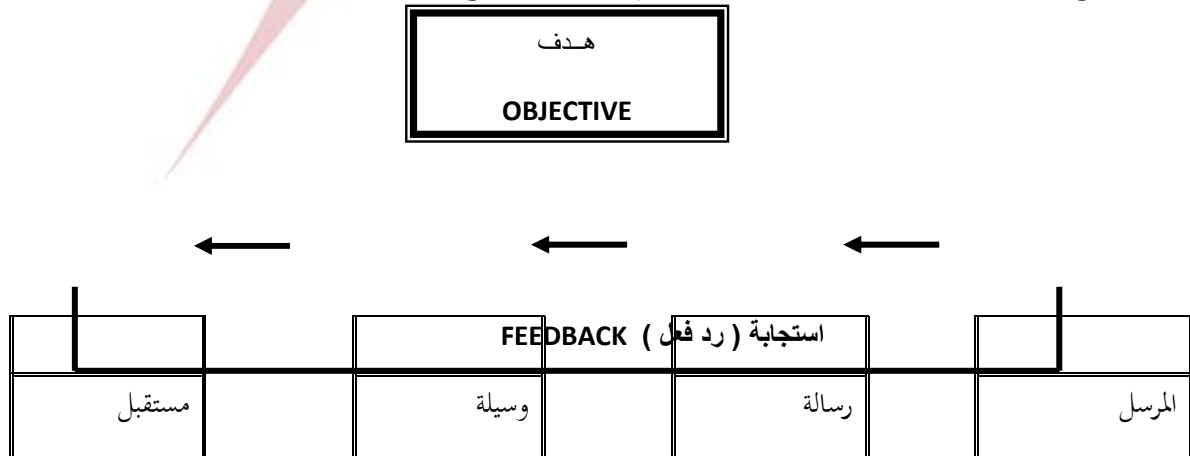 هـدف
OBJECTIVE
استجابة ( رد فعل ) FEEDBACK
المرسل
رسالة
وسيلة
مستقبل